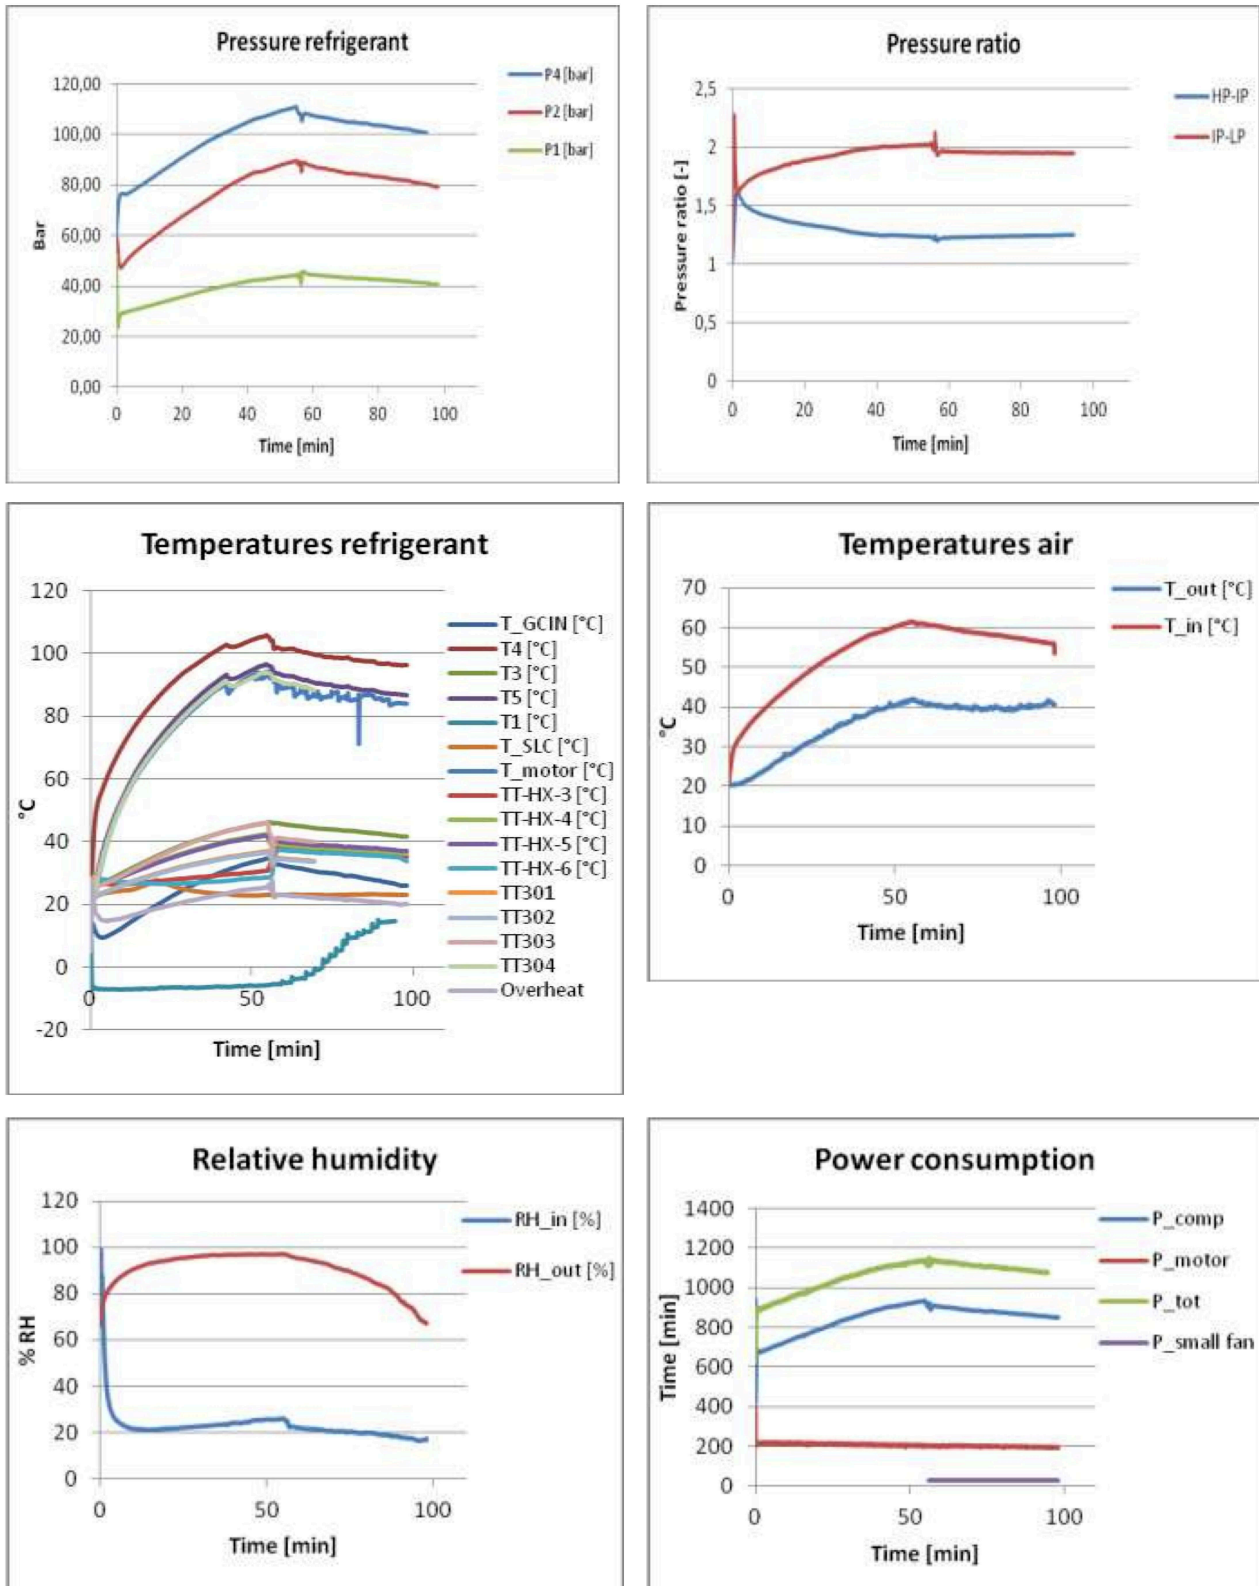 Pressure refrigerant
120,00
100,00
80,00
60,00
40,00
20,00
0,00
Bar
0 20 40 60 80 100
Time [min]
P4 [bar]
P2 [bar]
P1 [bar]
Pressure ratio
2,5
2
1,5
1
0,5
0
Pressure ratio [-]
0 20 40 60 80 100
Time [min]
HP-IP
IP-LP
Temperatures refrigerant
120
100
80
60
40
20
0
-20
°C
0 50 100
Time [min]
T_GCIN [°C]
T4 [°C]
T3 [°C]
T5 [°C]
T1 [°C]
T_SLC [°C]
T_motor [°C]
TT-HX-3 [°C]
TT-HX-4 [°C]
TT-HX-5 [°C]
TT-HX-6 [°C]
TT301
TT302
TT303
TT304
Overheat
Temperatures air
70
60
50
40
30
20
10
0
°C
0 50 100
Time [min]
T_out [°C]
T_in [°C]
Relative humidity
120
100
80
60
40
20
0
% RH
0 50 100
Time [min]
RH_in [%]
RH_out [%]
Power consumption
1400
1200
1000
800
600
400
200
0
Time [min]
0 50 100
Time [min]
P_comp
P_motor
P_tot
P_small fan